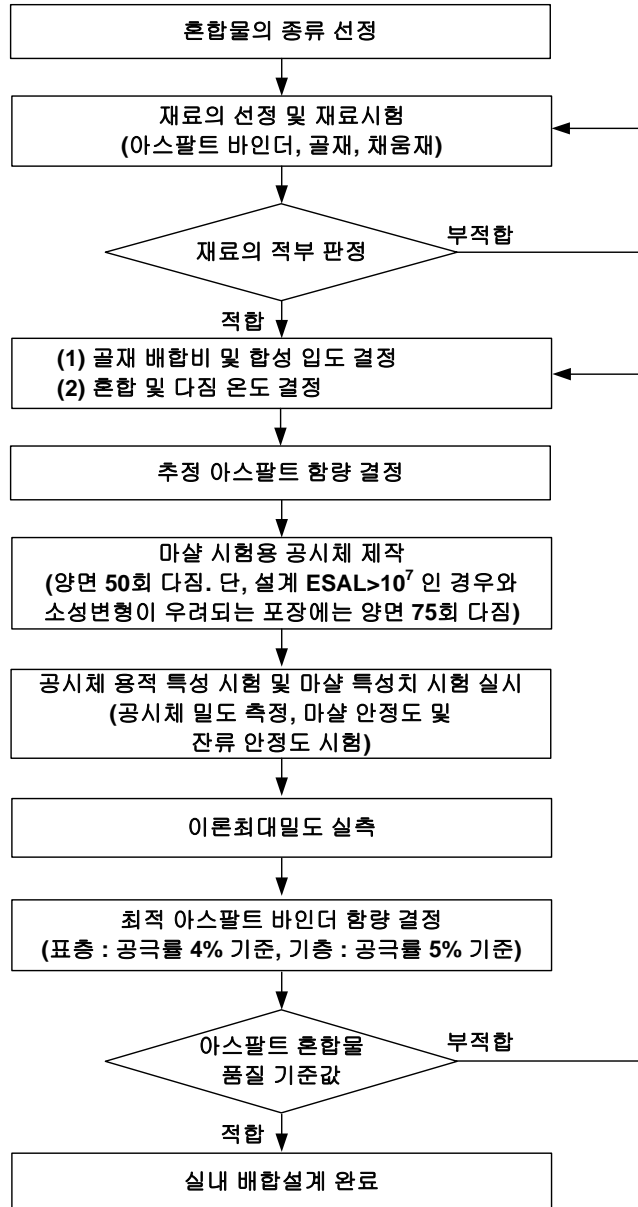 혼합물의 종류 선정
재료의 선정 및 재료시험
(아스팔트 바인더, 골재, 채움재)
재료의 적부 판정
부적합
적합
(1) 골재 배합비 및 합성 입도 결정
(2) 혼합 및 다짐 온도 결정
추정 아스팔트 함량 결정
마샬 시험용 공시체 제작
(양면 50회 다짐. 단, 설계 ESAL>10⁷ 인 경우와
소성변형이 우려되는 포장에는 양면 75회 다짐)
공시체 용적 특성 시험 및 마샬 특성치 시험 실시
(공시체 밀도 측정, 마샬 안정도 및
잔류 안정도 시험)
이론최대밀도 실측
최적 아스팔트 바인더 함량 결정
(표층 : 공극률 4% 기준, 기층 : 공극률 5% 기준)
아스팔트 혼합물
품질 기준값
부적합
적합
실내 배합설계 완료